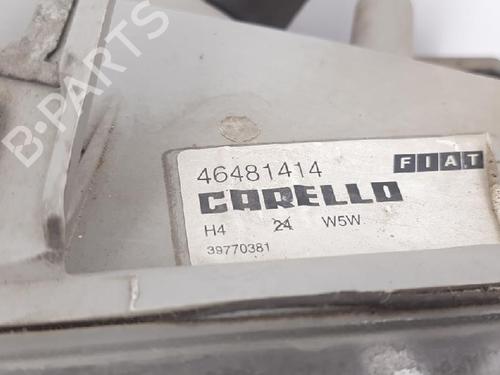 B-PARTS
46481414 FIAT
CARELLO
H4 24 W5W
39770381